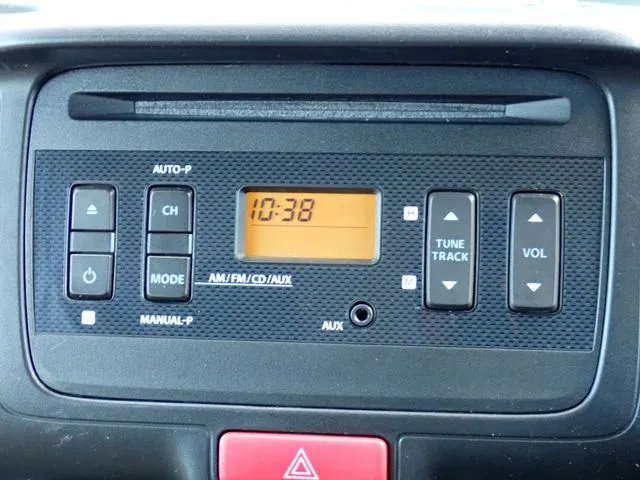 AUTO-P
CH
10:38
H
TUNE
TRACK
VOL
MODE
AM/FM/CD/AUX
M
MANUAL-P
AUX